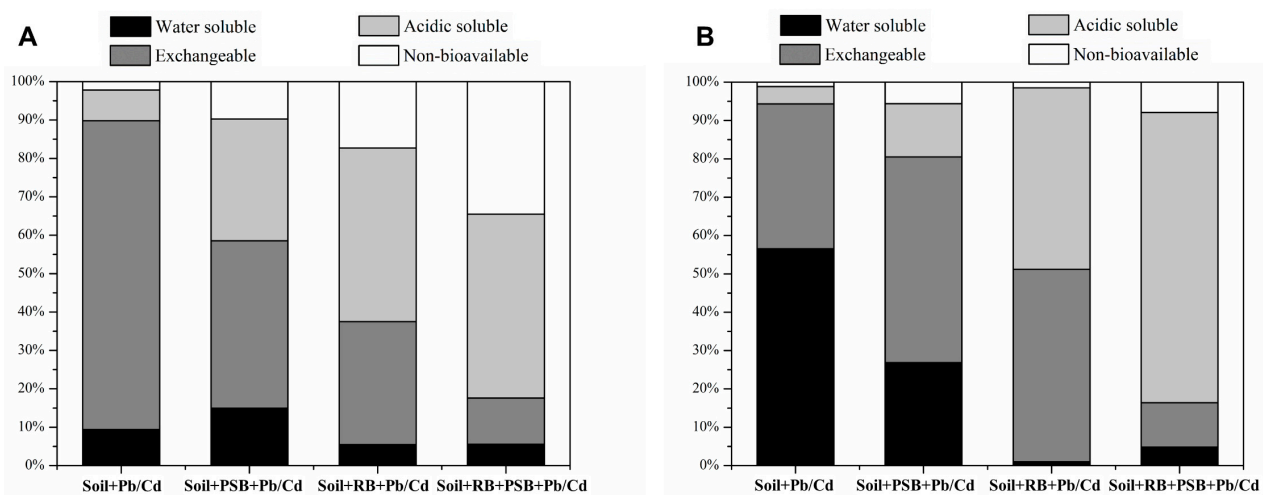 A
Water soluble
Acidic soluble
Exchangeable
Non-bioavailable
100%
90%
80%
70%
60%
50%
40%
30%
20%
10%
0%
Soil+Pb/Cd Soil+PSB+Pb/Cd Soil+RB+Pb/Cd Soil+RB+PSB+Pb/Cd
B
Water soluble
Acidic soluble
Exchangeable
Non-bioavailable
100%
90%
80%
70%
60%
50%
40%
30%
20%
10%
0%
Soil+Pb/Cd Soil+PSB+Pb/Cd Soil+RB+Pb/Cd Soil+RB+PSB+Pb/Cd